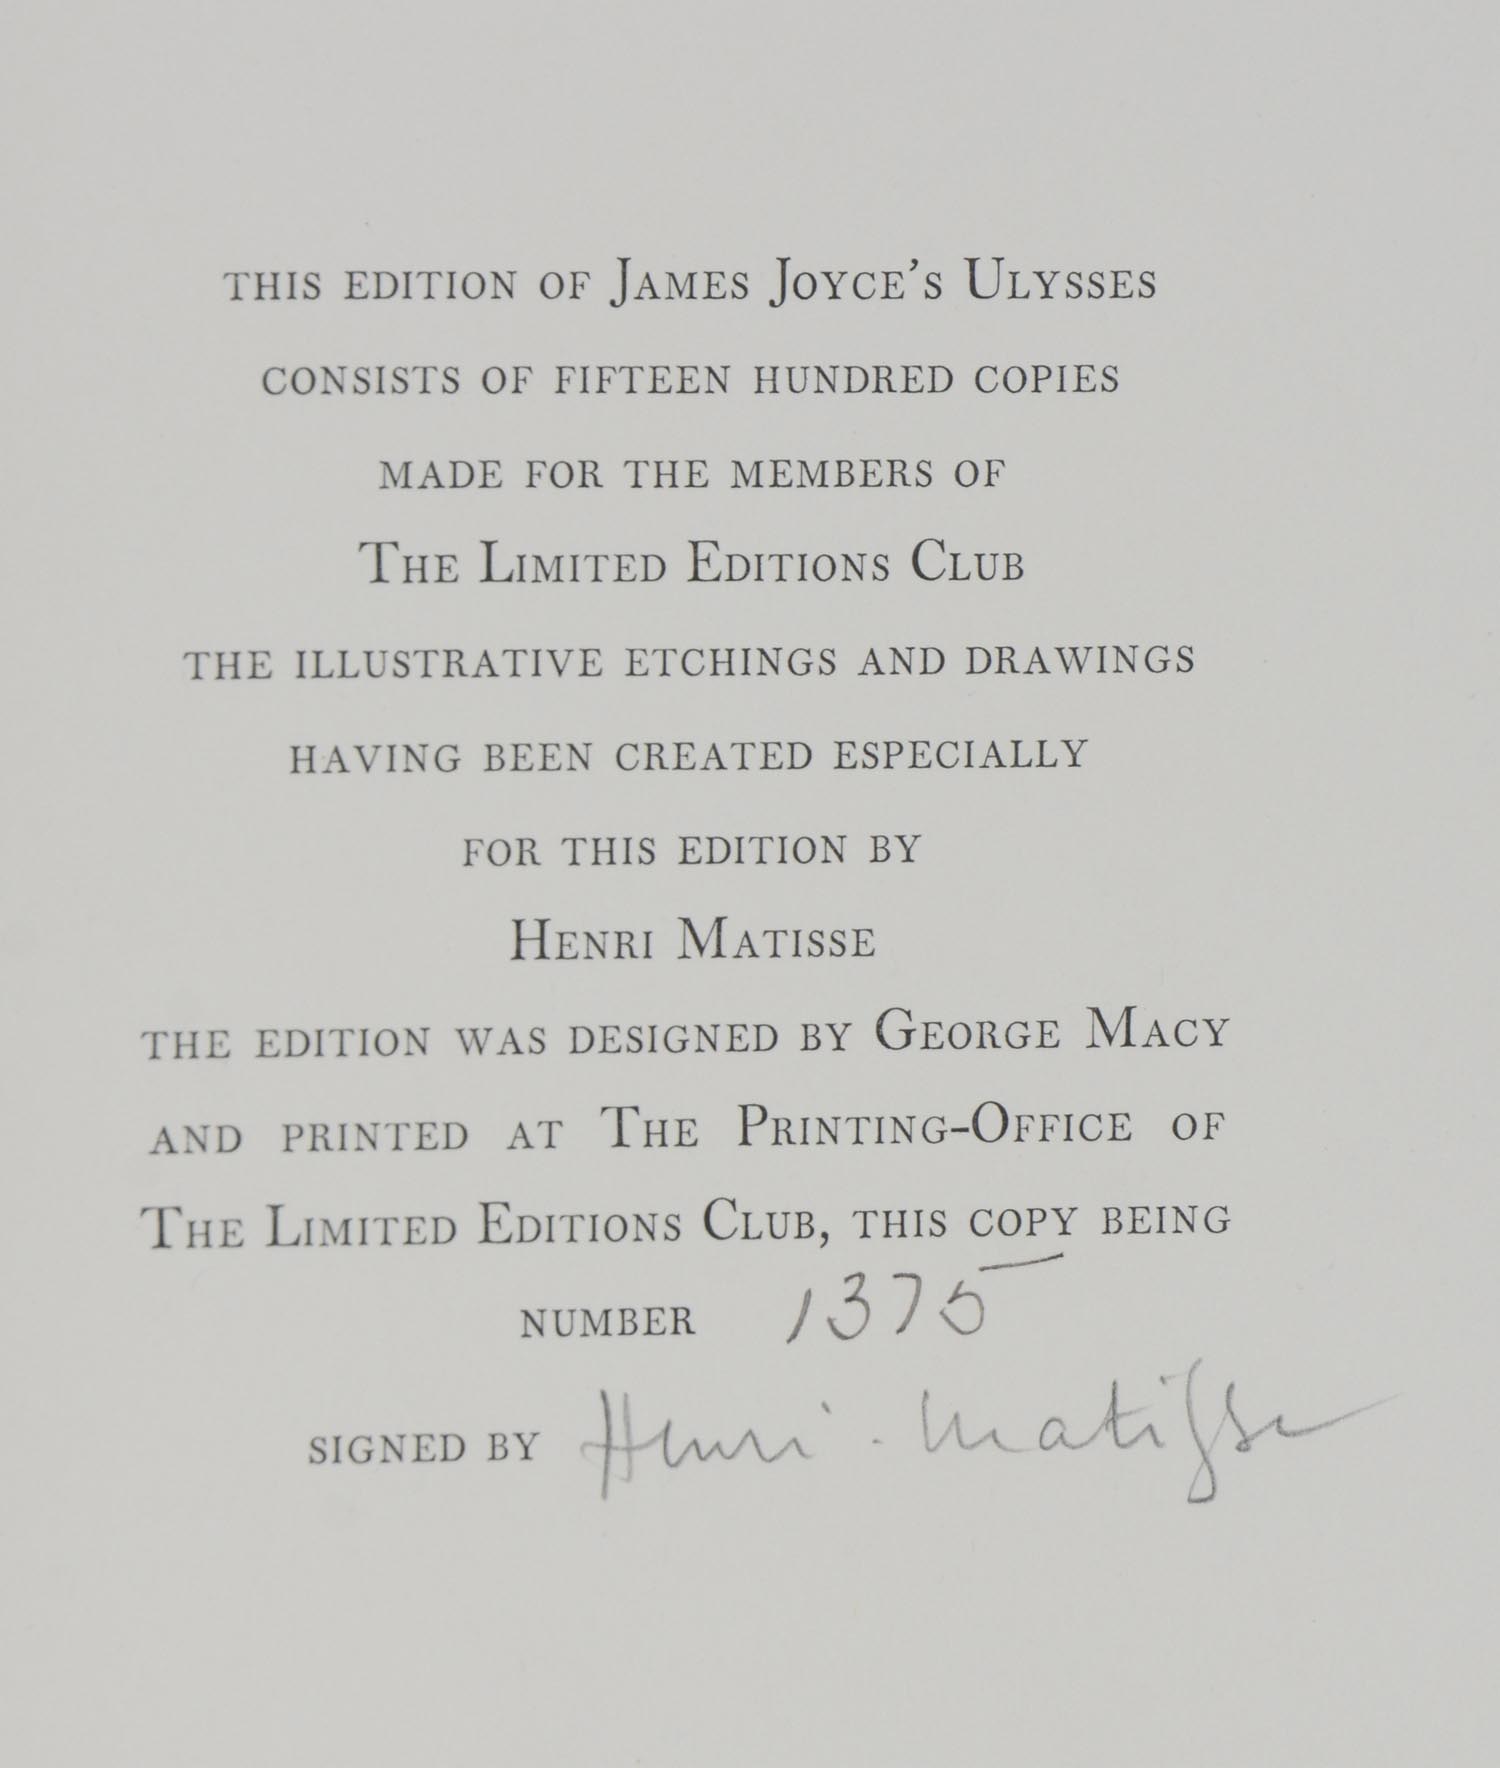 THIS EDITION OF JAMES JOYCE'S ULYSSES
CONSISTS OF FIFTEEN HUNDRED COPIES
MADE FOR THE MEMBERS OF
THE LIMITED EDITIONS CLUB
THE ILLUSTRATIVE ETCHINGS AND DRAWINGS
HAVING BEEN CREATED ESPECIALLY
FOR THIS EDITION BY
HENRI MATISSE
THE EDITION WAS DESIGNED BY GEORGE MACY
AND PRINTED AT THE PRINTING-OFFICE OF
THE LIMITED EDITIONS CLUB, THIS COPY BEING
NUMBER 1375
SIGNED BY Henri. Matisse